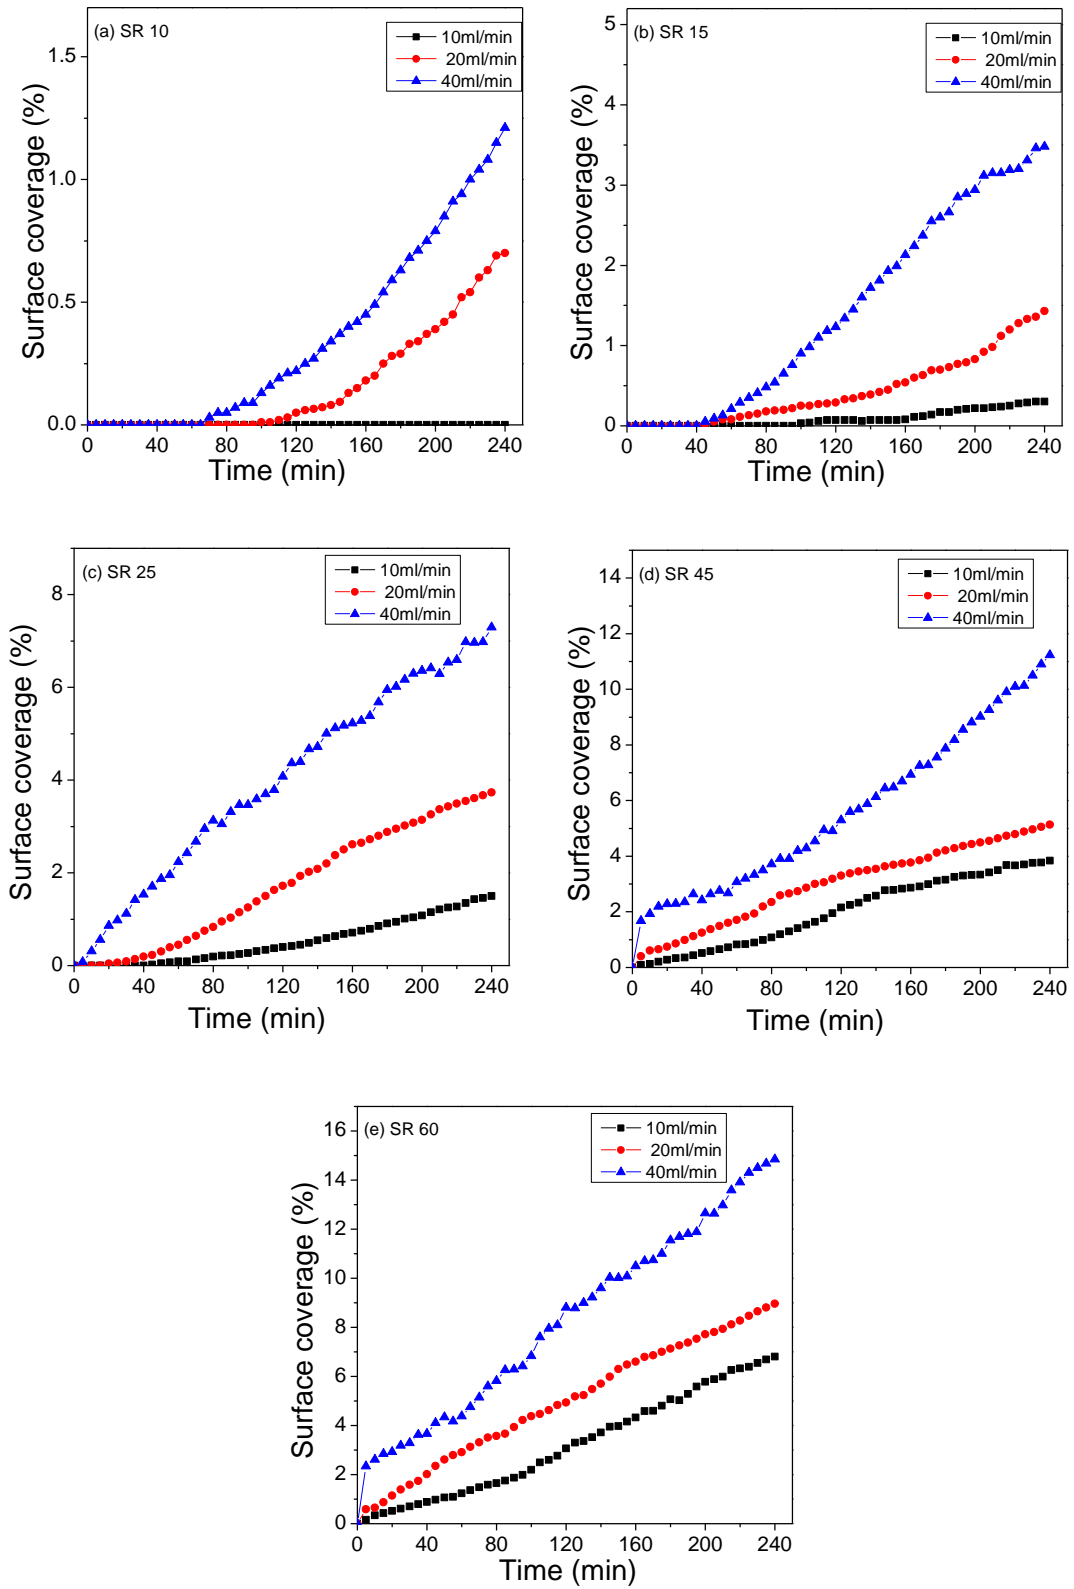 (a) SR 10
10ml/min
20ml/min
40ml/min
1.5
1.0
0.5
0.0
0 40 80 120 160 200 240
Surface coverage (%)
Time (min)
(b) SR 15
10ml/min
20ml/min
40ml/min
5
4
3
2
1
0
0 40 80 120 160 200 240
Surface coverage (%)
Time (min)
(c) SR 25
10ml/min
20ml/min
40ml/min
8
6
4
2
0
0 40 80 120 160 200 240
Surface coverage (%)
Time (min)
(d) SR 45
10ml/min
20ml/min
40ml/min
14
12
10
8
6
4
2
0
0 40 80 120 160 200 240
Surface coverage (%)
Time (min)
(e) SR 60
10ml/min
20ml/min
40ml/min
16
14
12
10
8
6
4
2
0
0 40 80 120 160 200 240
Surface coverage (%)
Time (min)